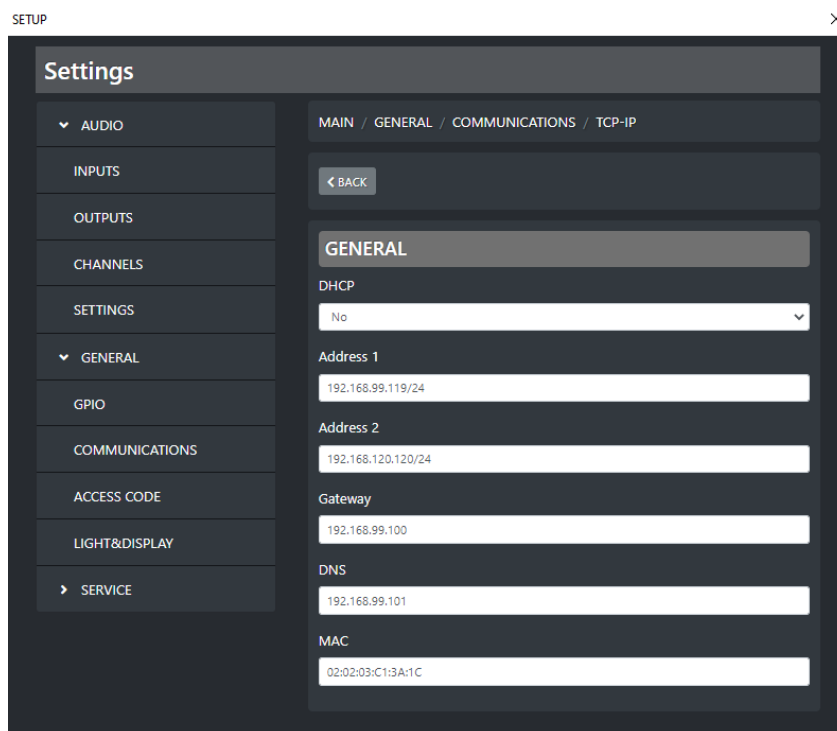 SETUP
Settings
AUDIO
INPUTS
OUTPUTS
CHANNELS
SETTINGS
GENERAL
GPIO
COMMUNICATIONS
ACCESS CODE
LIGHT&DISPLAY
SERVICE
MAIN / GENERAL / COMMUNICATIONS / TCP-IP
BACK
GENERAL
DHCP
No
Address 1
192.168.99.119/24
Address 2
192.168.120.120/24
Gateway
192.168.99.100
DNS
192.168.99.101
MAC
02:02:03:C1:3A:1C